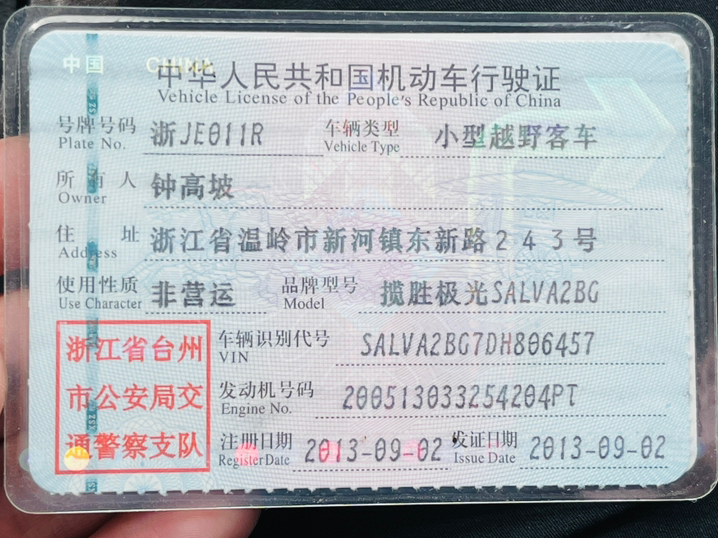 中国 CHINA
中华人民共和国机动车行驶证
Vehicle License of the People's Republic of China
号牌号码 浙JE011R 车辆类型 小型越野客车
Plate No. Vehicle Type
所有人 钟高坡
Owner
住址 浙江省温岭市新河镇东新路243号
Address
使用性质 非营运 品牌型号 揽胜极光SALVA2BG
Use Character Model
浙江省台州
市公安局交
通警察支队
车辆识别代号 SALVA2BG7DH806457
VIN
发动机号码 200513033254204PT
Engine No.
注册日期 2013-09-02 发证日期 2013-09-02
Register Date Issue Date